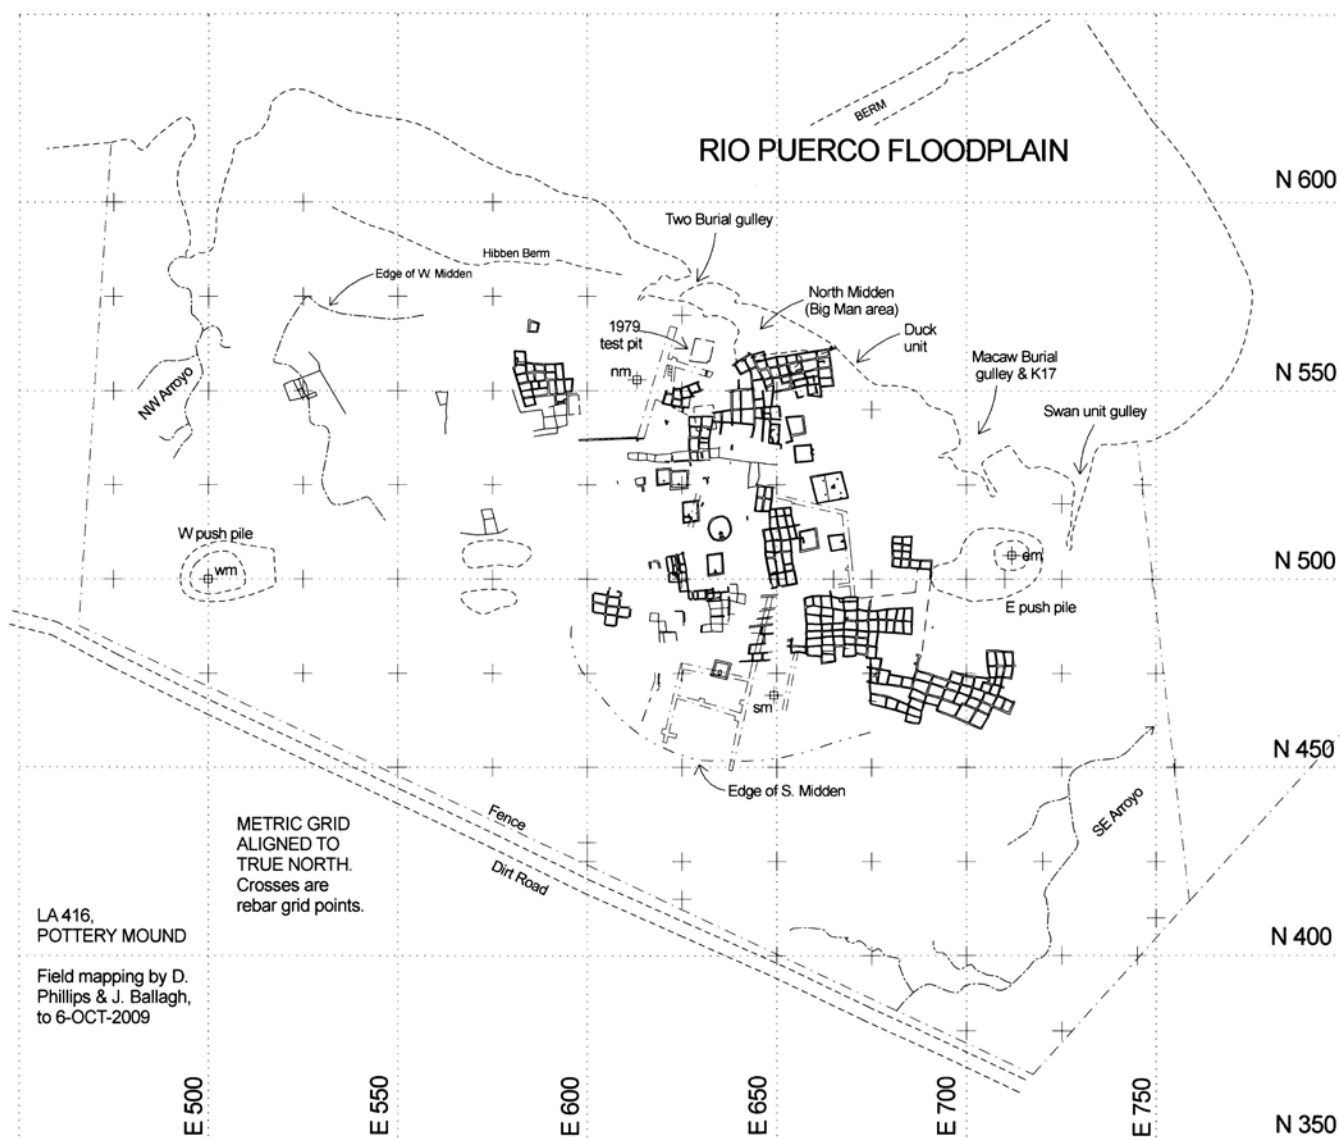 BERM
RIO PUERCO FLOODPLAIN
N 600
Two Burial gulley
Hibben Berm
Edge of W. Midden
North Midden
(Big Man area)
1979
test pit
Duck
unit
nm
Macaw Burial
gulley & K17
N 550
NW Arroyo
Swan unit gulley
W push pile
wm
em
N 500
E push pile
sm
N 450
Edge of S. Midden
Fence
Dirt Road
SE Arroyo
METRIC GRID
ALIGNED TO
TRUE NORTH.
Crosses are
rebar grid points.
LA 416,
POTTERY MOUND
N 400
Field mapping by D.
Phillips & J. Ballagh,
to 6-OCT-2009
E 500
E 550
E 600
E 650
E 700
E 750
N 350